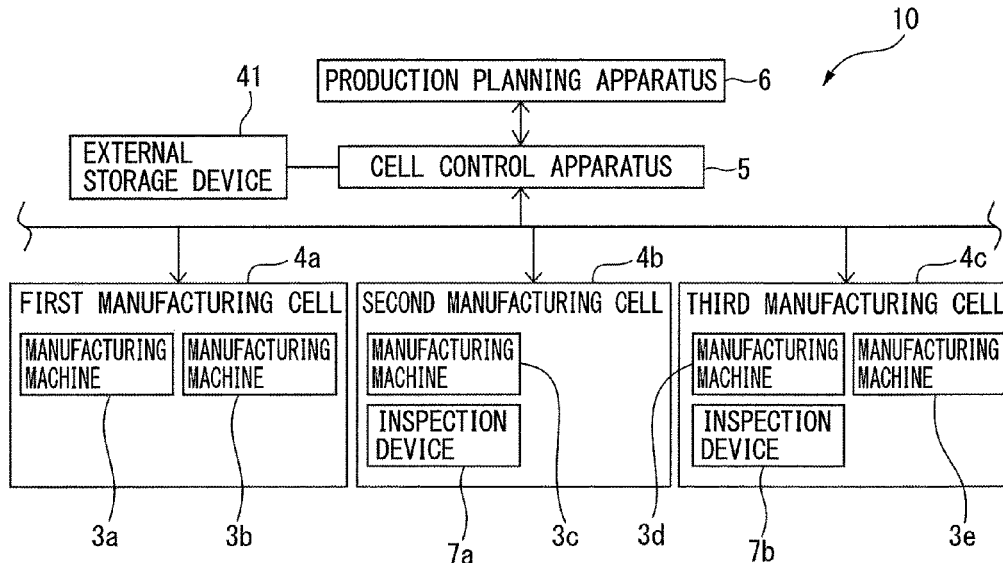 10
PRODUCTION PLANNING APPARATUS
6
41
EXTERNAL
STORAGE DEVICE
CELL CONTROL APPARATUS
5
4a
4b
4c
FIRST MANUFACTURING CELL
SECOND MANUFACTURING CELL
THIRD MANUFACTURING CELL
MANUFACTURING
MACHINE
MANUFACTURING
MACHINE
MANUFACTURING
MACHINE
MANUFACTURING
MACHINE
MANUFACTURING
MACHINE
INSPECTION
DEVICE
INSPECTION
DEVICE
3a
3b
7a
3c
3d
7b
3e